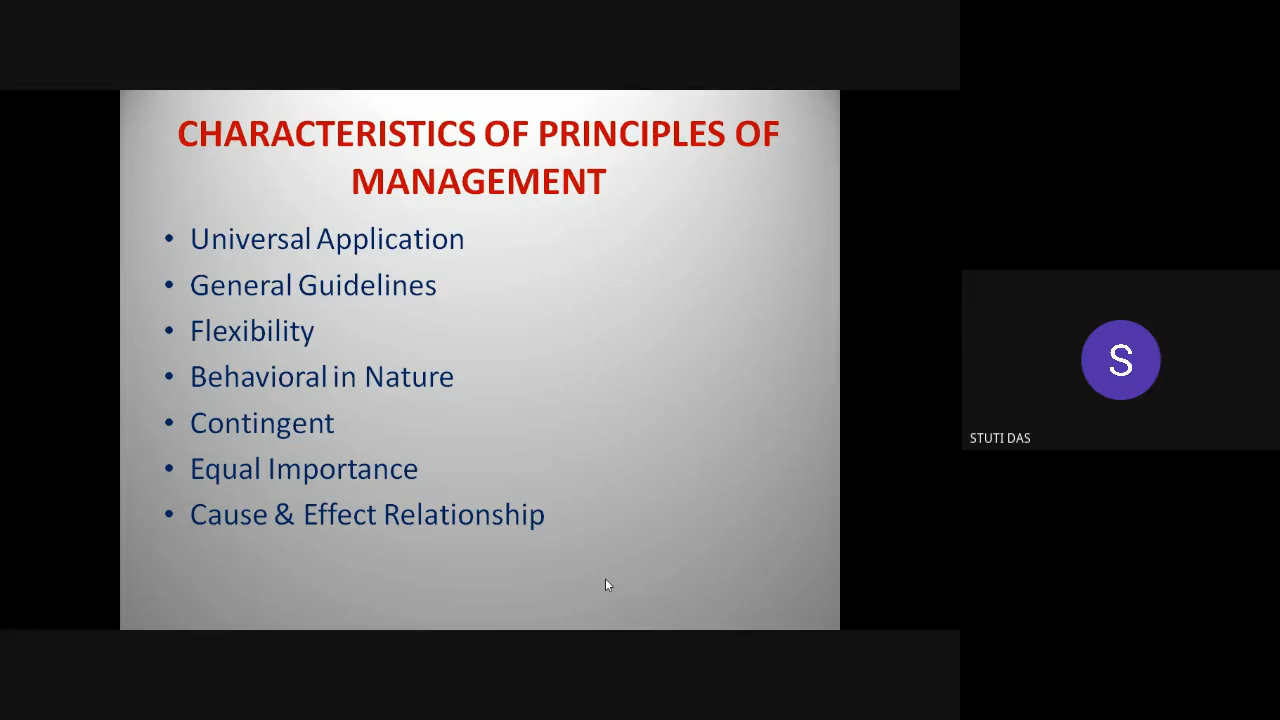 CHARACTERISTICS OF PRINCIPLES OF
MANAGEMENT
• Universal Application
• General Guidelines
• Flexibility
• Behavioral in Nature
• Contingent
• Equal Importance
• Cause & Effect Relationship
S
STUTI DAS